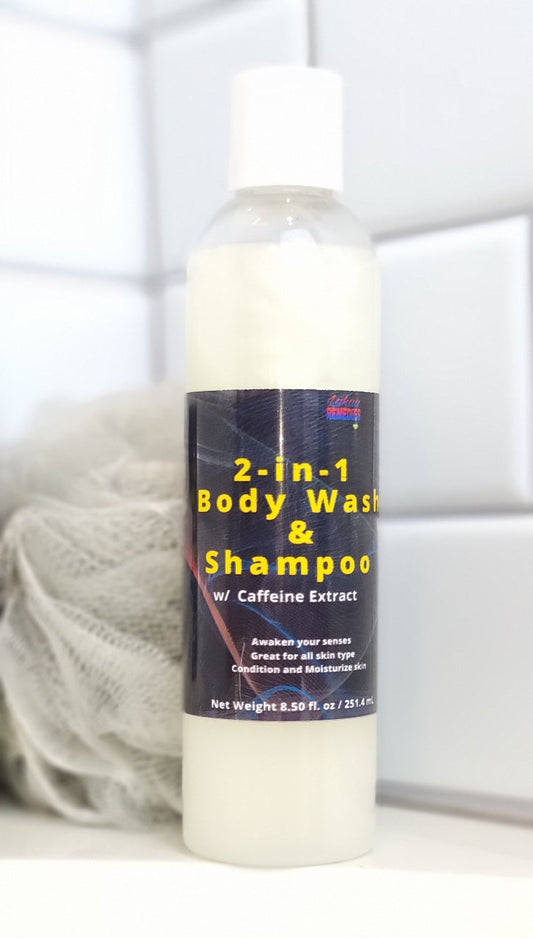 REMEDIES
2-in-1
Body Wash
&
Shampoo
w/ Caffeine Extract
Awaken your senses
Great for all skin type
Condition and Moisturize skin
Net Weight 8.50 fl. oz / 251.4 mL